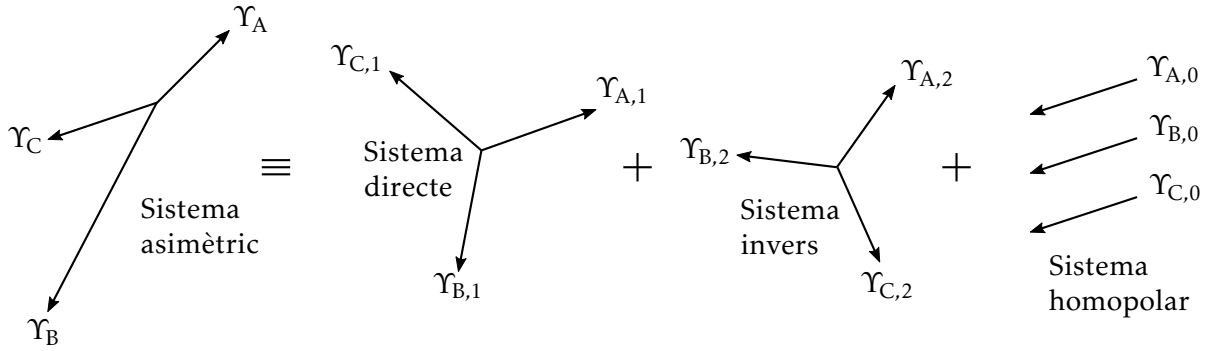 ϒA
ϒC
ϒB
Sistema
asimètric
≡
ϒC,1
ϒA,1
ϒB,1
Sistema
directe
+
ϒA,2
ϒB,2
ϒC,2
Sistema
invers
+
ϒA,0
ϒB,0
ϒC,0
Sistema
homopolar